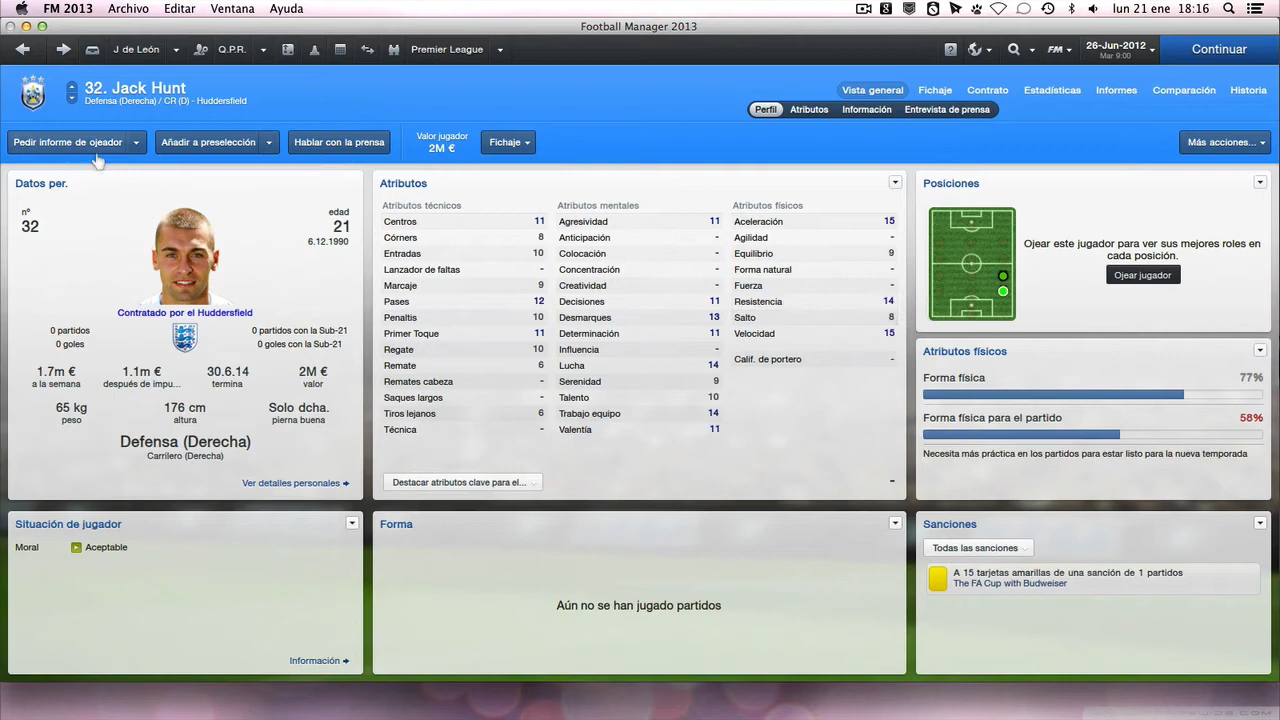 FM 2013 Archivo Editar Ventana Ayuda lun 21 ene 18:16
Football Manager 2013
J de León Q.P.R. Premier League FM 26-Jun-2012 Mar 9:00 Continuar
32. Jack Hunt
Defensa (Derecha) / CR (D) - Huddersfield
Vista general Fichaje Contrato Estadísticas Informes Comparación Historia
Perfil Atributos Información Entrevista de prensa
Pedir informe de ojeador Añadir a preselección Hablar con la prensa Valor jugador 2M € Fichaje Más acciones...
Datos per.
nº
32
edad
21
6.12.1990
Contratado por el Huddersfield
0 partidos
0 goles
0 partidos con la Sub-21
0 goles con la Sub-21
1.7m € 1.1m € 30.6.14 2M €
a la semana después de impu... termina valor
65 kg 176 cm Solo dcha.
peso altura pierna buena
Defensa (Derecha)
Carrilero (Derecha)
Ver detalles personales
Atributos
Atributos técnicos Atributos mentales Atributos físicos
Centros 11 Agresividad 11 Aceleración 15
Córners 8 Anticipación - Agilidad -
Entradas 10 Colocación - Equilibrio 9
Lanzador de faltas - Concentración - Forma natural -
Marcaje 9 Creatividad - Fuerza -
Pases 12 Decisiones 11 Resistencia 14
Penaltis 10 Desmarques 13 Salto 8
Primer Toque 11 Determinación 11 Velocidad 15
Regate 10 Influencia -
Calif. de portero -
Remate 6 Lucha 14
Remates cabeza - Serenidad 9
Saques largos - Talento 10
Tiros lejanos 6 Trabajo equipo 14
Técnica - Valentía 11
Destacar atributos clave para el... -
Posiciones
Ojear este jugador para ver sus mejores roles en
cada posición.
Ojear jugador
Atributos físicos
Forma física 77%
Forma física para el partido 58%
Necesita más práctica en los partidos para estar listo para la nueva temporada
Situación de jugador
Moral Aceptable
Información
Forma
Aún no se han jugado partidos
Sanciones
Todas las sanciones
A 15 tarjetas amarillas de una sanción de 1 partidos
The FA Cup with Budweiser